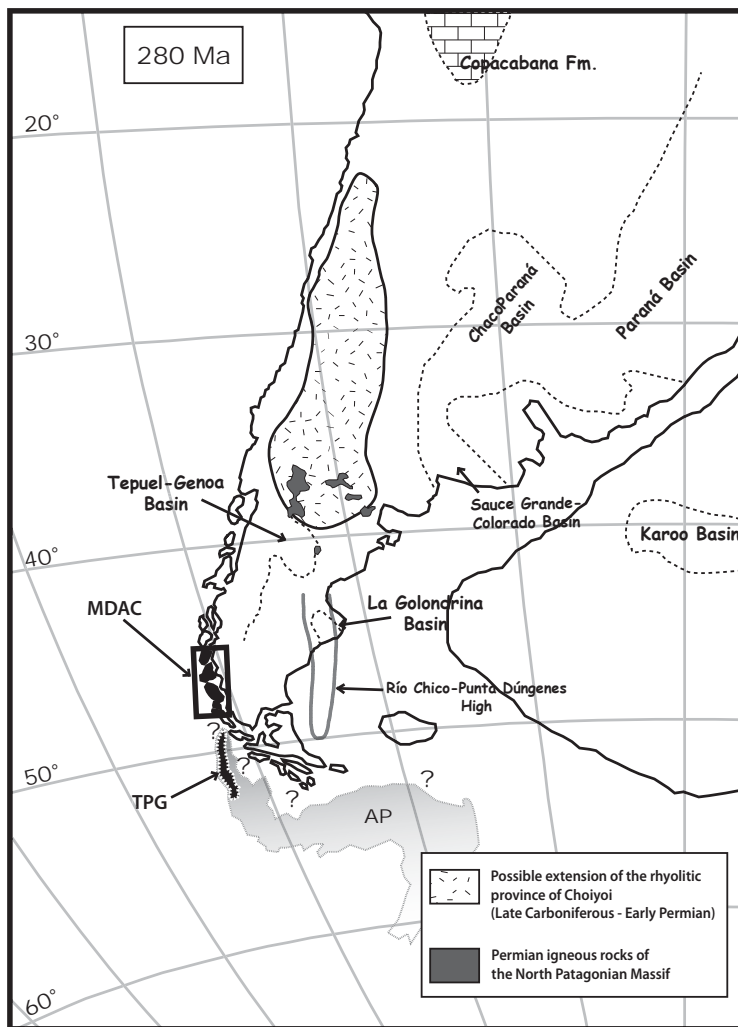 280 Ma
Copacabana Fm.
20°
ChacoParaná
Basin
Paraná Basin
30°
Tepuel-Genoa
Basin
Sauce Grande-
Colorado Basin
Karoo Basin
40°
La Golondrina
Basin
MDAC
Río Chico-Punta Dúngenes
High
?
?
?
?
50°
TPG
AP
Possible extension of the rhyolitic
province of Choiyoi
(Late Carboniferous - Early Permian)
Permian igneous rocks of
the North Patagonian Massif
60°